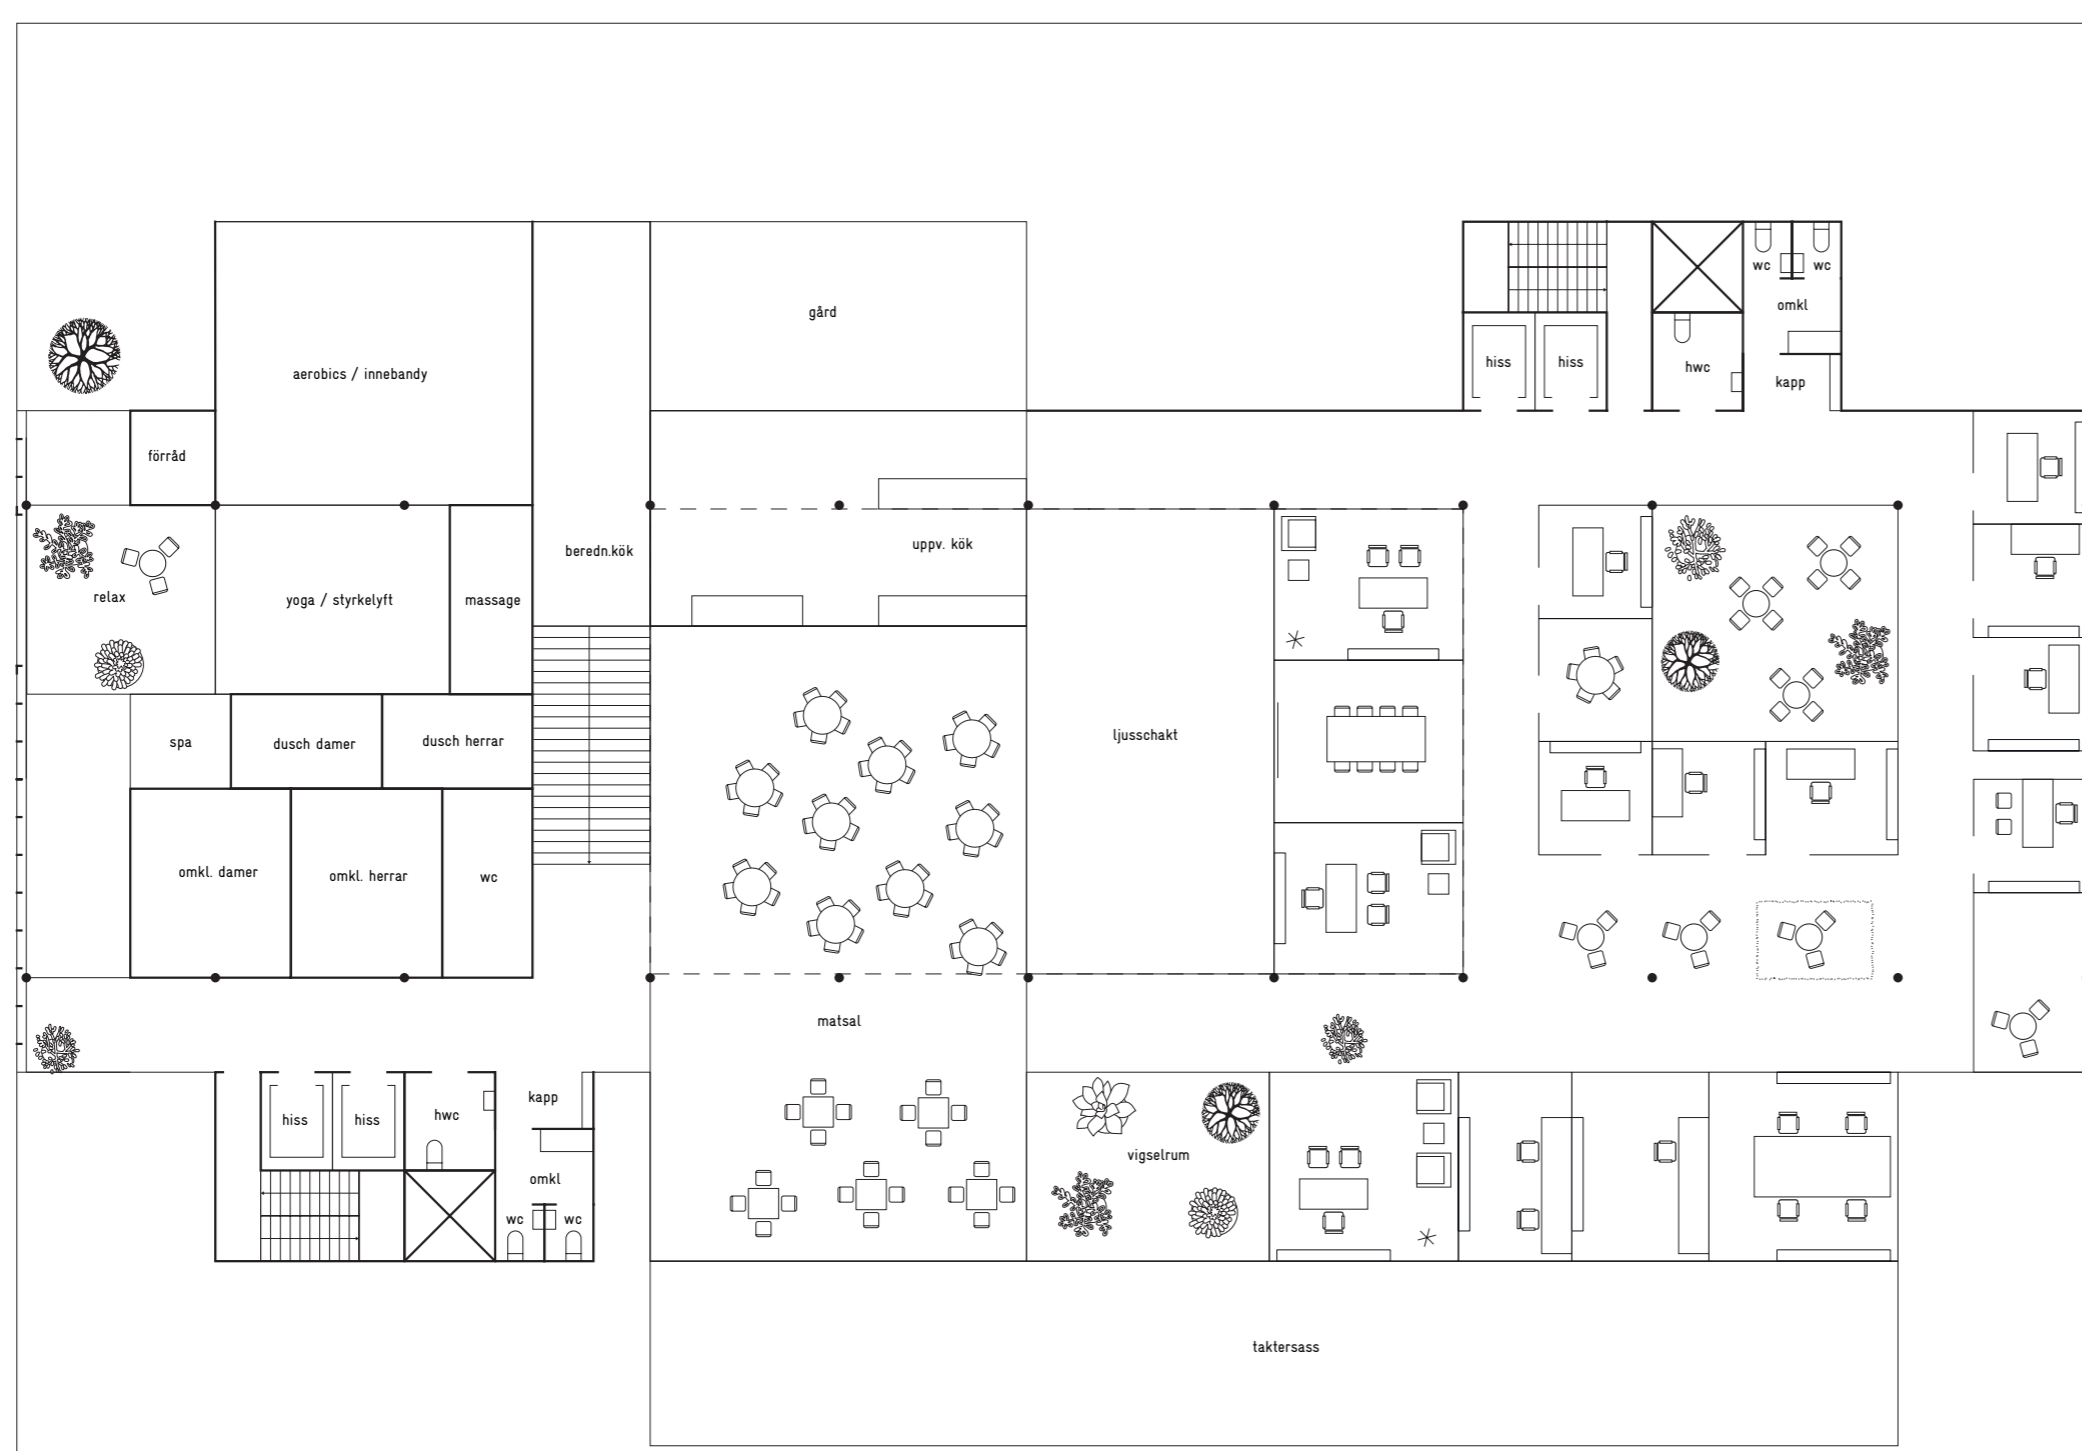 wc
wc
omkl
gård
hiss
hiss
hwc
kapp
aerobics / innebandy
förråd
beredn.kök
uppv. kök
relax
yoga / styrkelyft
massage
ljusschakt
spa
dusch damer
dusch herrar
omkl. damer
omkl. herrar
wc
matsal
kapp
hiss
hiss
hwc
vigselrum
omkl
wc
wc
taktersass